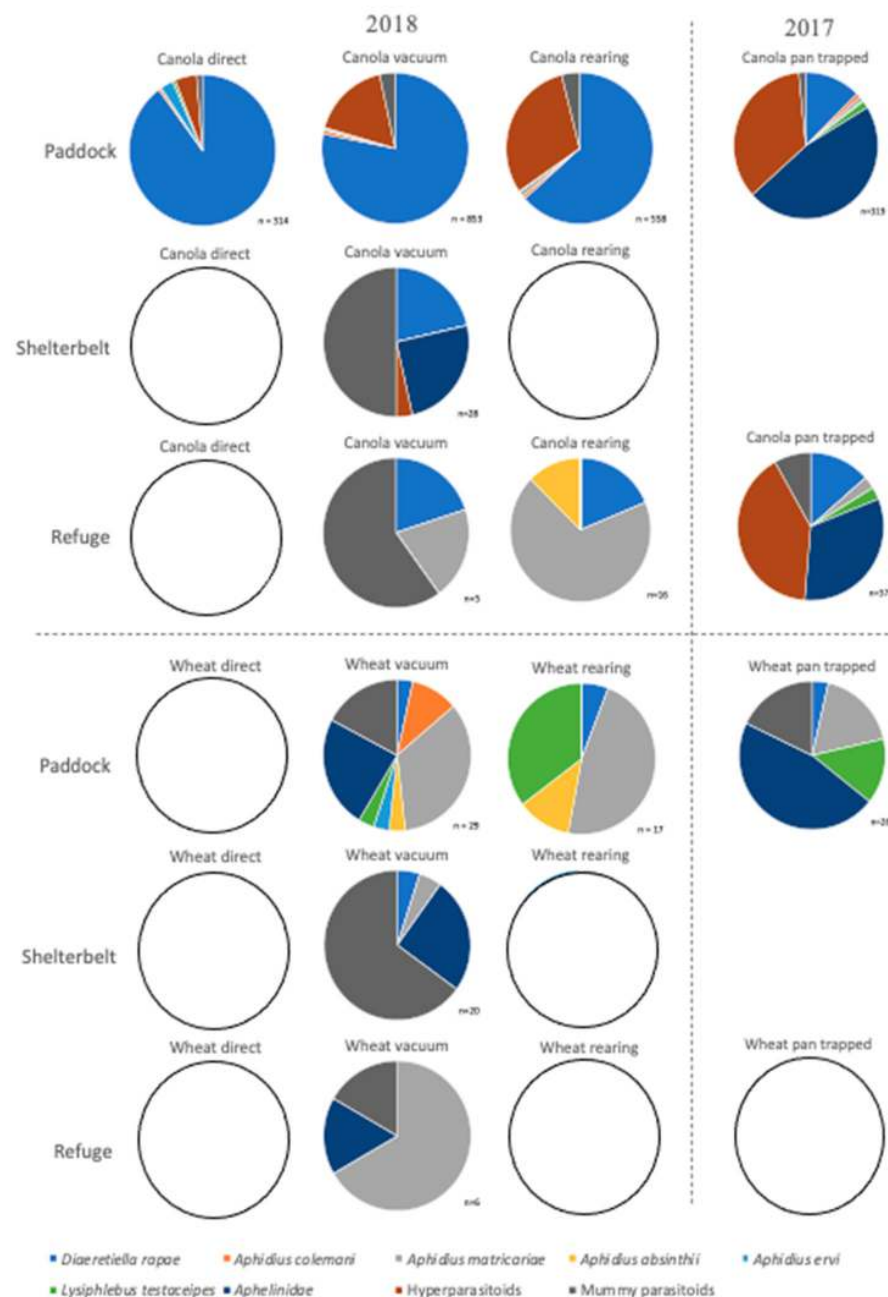 2018
2017
Canola direct
Canola vacuum
Canola rearing
Canola pan trapped
Paddock
n = 314
n = 853
n = 558
n=313
Canola direct
Canola vacuum
Canola rearing
Shelterbelt
n=28
Canola direct
Canola vacuum
Canola rearing
Canola pan trapped
Refuge
n=5
n=16
n=37
Wheat direct
Wheat vacuum
Wheat rearing
Wheat pan trapped
Paddock
n = 29
n = 17
Wheat direct
Wheat vacuum
Wheat rearing
Shelterbelt
n=20
Wheat direct
Wheat vacuum
Wheat rearing
Wheat pan trapped
Refuge
n=6
Diaeretiella rapae Aphidius colemani Aphidius matricariae Aphidius absinthii Aphidius ervi
Lysiphlebus testaceipes Aphelinidae Hyperparasitoids Mummy parasitoids